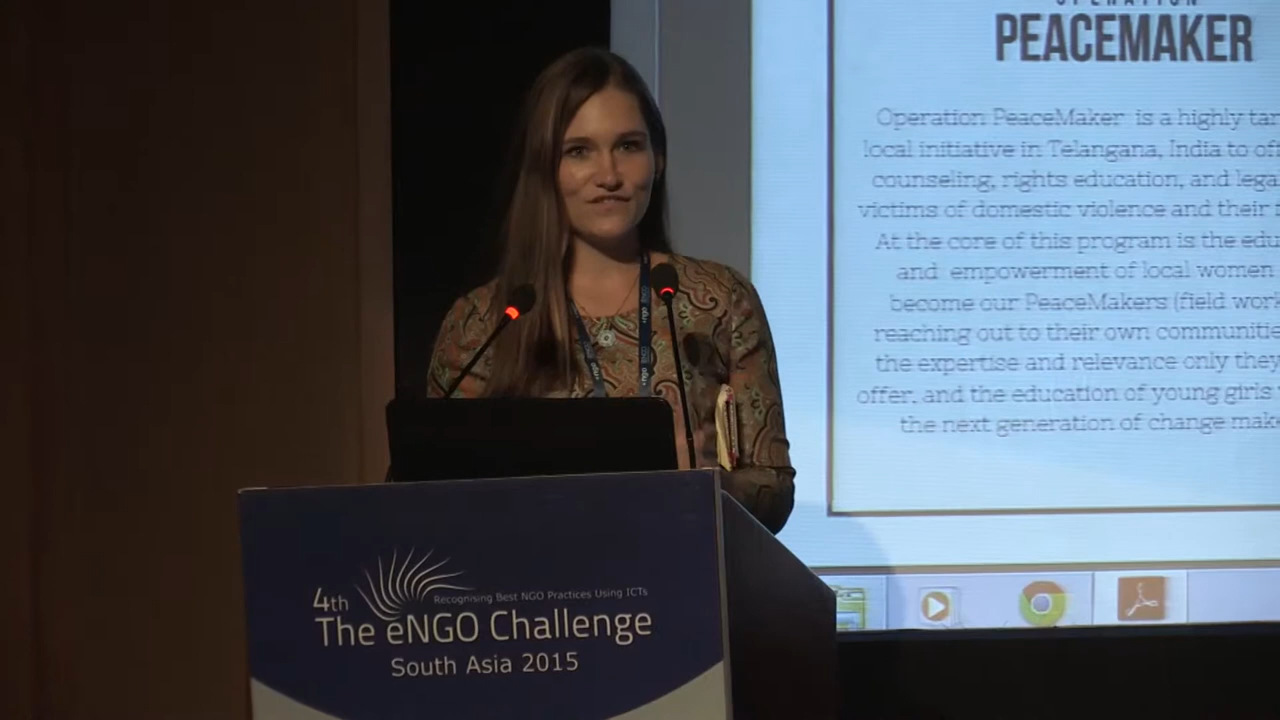 OPERATION
PEACEMAKER
Operation PeaceMaker is a highly tar
local initiative in Telangana, India to of
counseling, rights education, and lega
victims of domestic violence and their
At the core of this program is the edu
and empowerment of local women
become our PeaceMakers (field wor
reaching out to their own communitie
the expertise and relevance only they
offer, and the education of young girls
the next generation of change mak
4th
Recognising Best NGO Practices Using ICTs
The eNGO Challenge
South Asia 2015